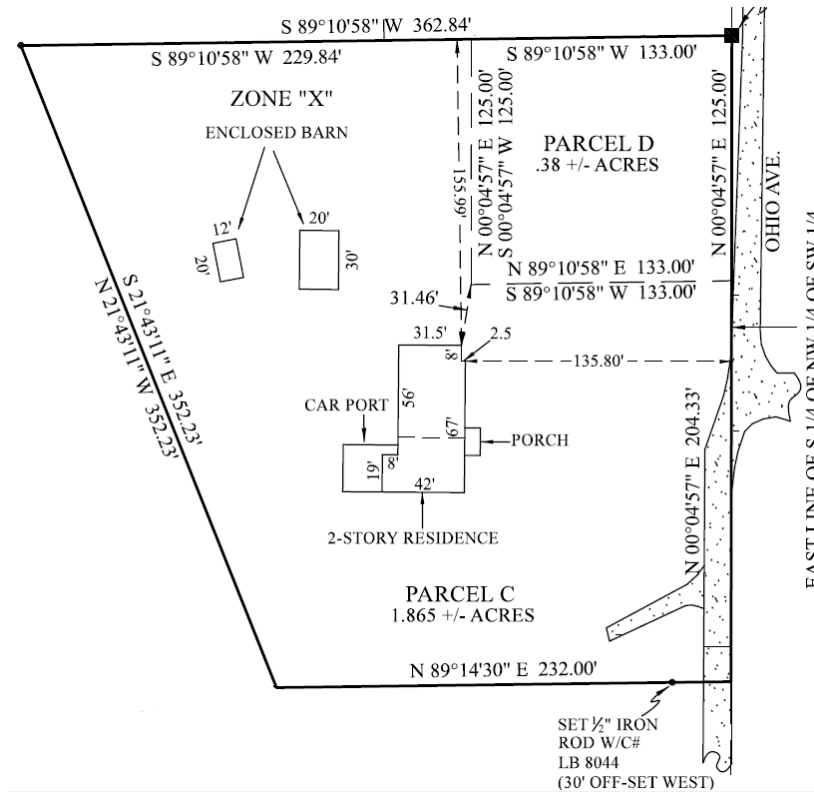 S 89°10'58" W 362.84'
S 89°10'58" W 229.84'
S 89°10'58" W 133.00'
ZONE "X"
ENCLOSED BARN
12'
20'
20'
30'
155.99'
N 00°04'57" E 125.00'
S 00°04'57" W 125.00'
PARCEL D
.38 +/- ACRES
N 00°04'57" E 125.00'
OHIO AVE.
N 89°10'58" E 133.00'
S 89°10'58" W 133.00'
31.46'
31.5'
8'
2.5
135.80'
S 21°43'11" E 352.23'
N 21°43'11" W 352.23'
56'
CAR PORT
67'
PORCH
19'
8'
42'
2-STORY RESIDENCE
N 00°04'57" E 204.33'
EAST LINE OF S 1/4 OF NW 1/4 OF SW 1/4
PARCEL C
1.865 +/- ACRES
N 89°14'30" E 232.00'
SET ½" IRON
ROD W/C#
LB 8044
(30' OFF-SET WEST)